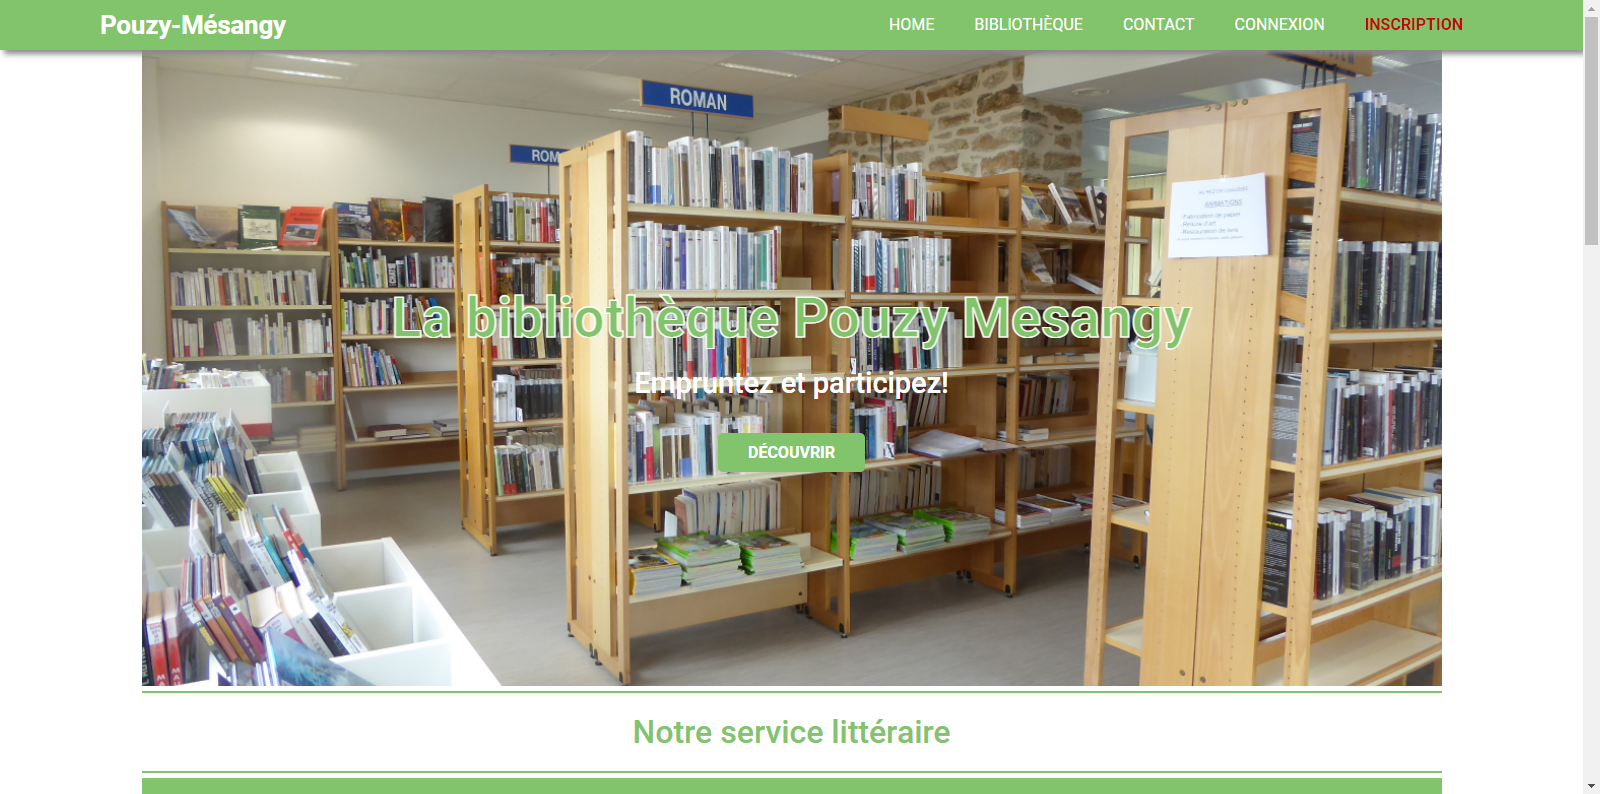 Pouzy-Mésangy
HOME BIBLIOTHÈQUE CONTACT CONNEXION INSCRIPTION
ROMAN
ROM
ANIMATIONS
La bibliothèque Pouzy Mesangy
Empruntez et participez!
DÉCOUVRIR
Notre service littéraire